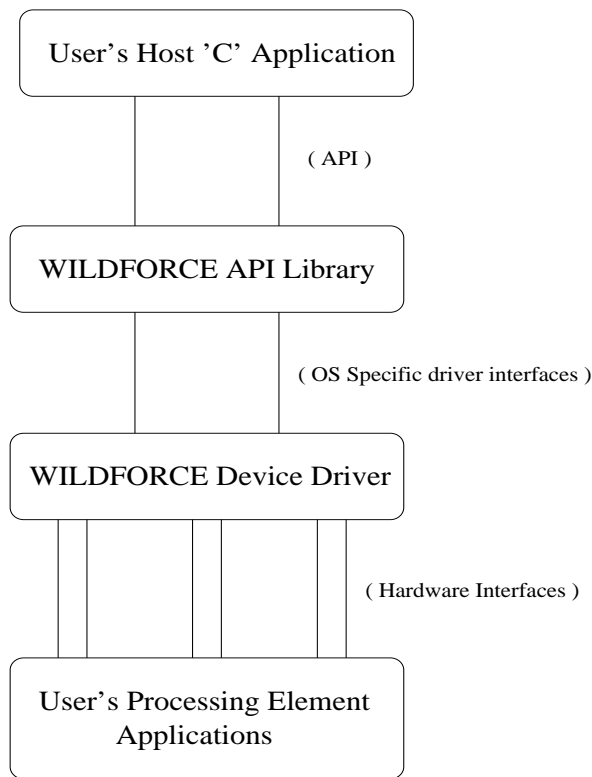 User's Host 'C' Application
( API )
WILDFORCE API Library
( OS Specific driver interfaces )
WILDFORCE Device Driver
( Hardware Interfaces )
User's Processing Element
Applications